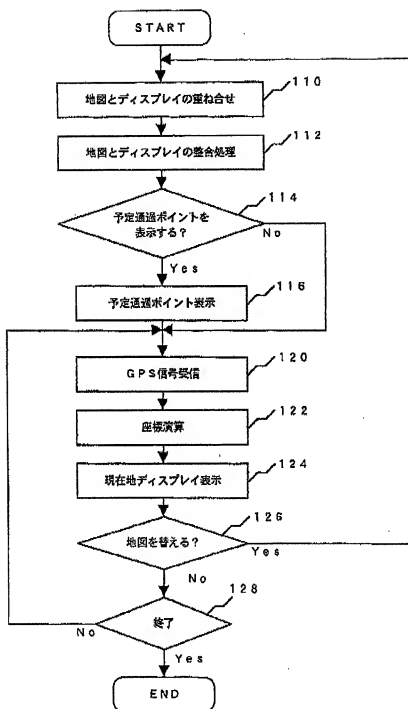 START
地図とディスプレイの重ね合せ
110
地図とディスプレイの整合処理
112
予定通過ポイントを
表示する？
114
No
Yes
予定通過ポイント表示
116
GPS信号受信
120
座標演算
122
現在地ディスプレイ表示
124
地図を替える？
126
Yes
No
終了
128
No
Yes
END